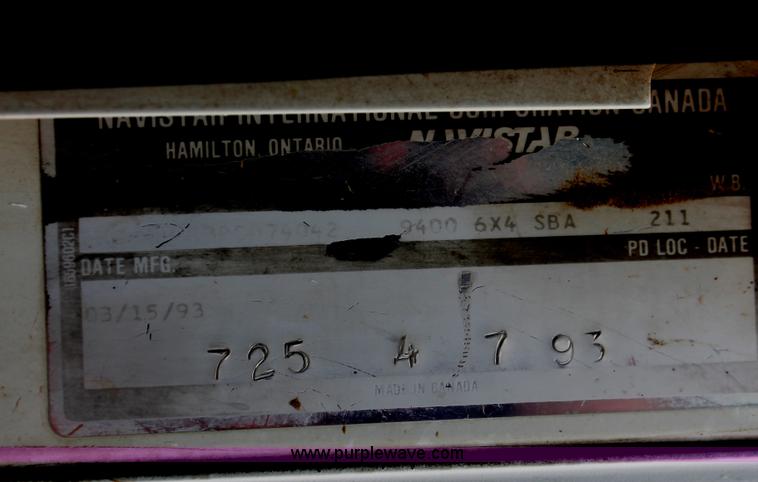 NAVISTAR INTERNATIONAL CORPORATION CANADA
HAMILTON ONTARIO NAVISTAR
W.B.
9400 6X4 SBA 211
DATE MFG. PD LOC - DATE
03/15/93
725 4 7 93
MADE IN CANADA
www.purplewave.com